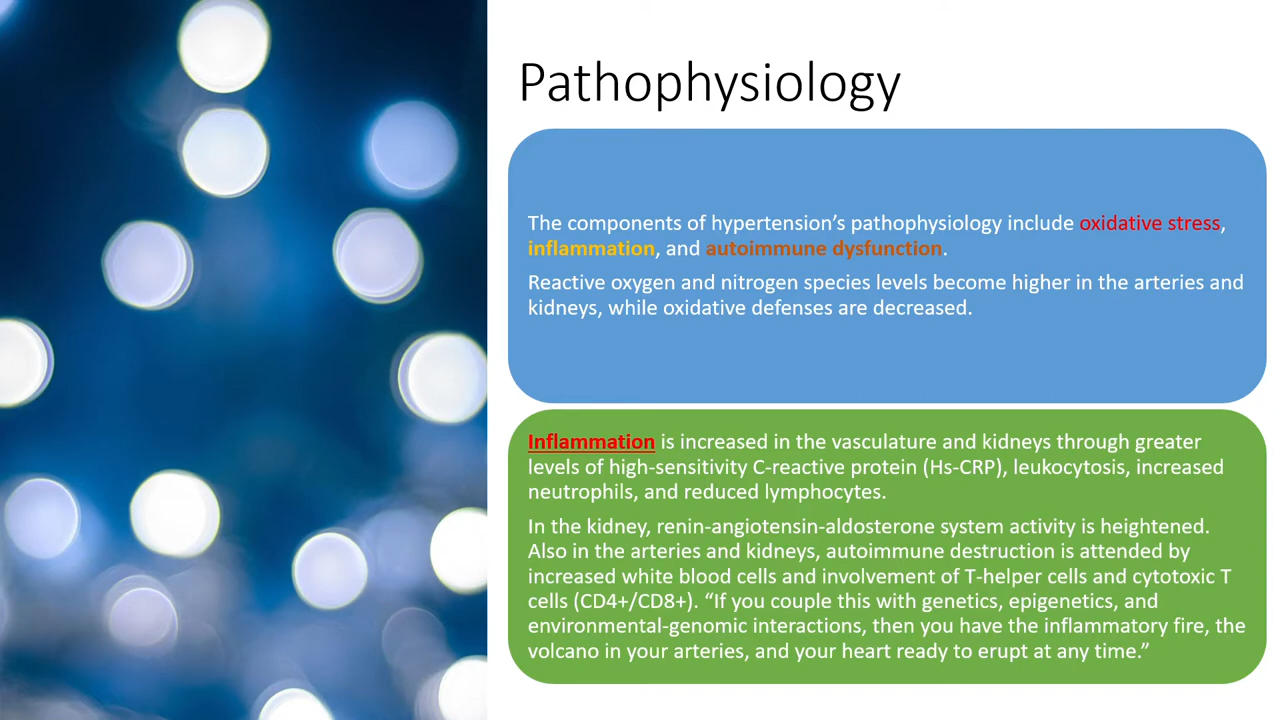 Pathophysiology
The components of hypertension’s pathophysiology include oxidative stress,
inflammation, and autoimmune dysfunction.
Reactive oxygen and nitrogen species levels become higher in the arteries and
kidneys, while oxidative defenses are decreased.
Inflammation is increased in the vasculature and kidneys through greater
levels of high-sensitivity C-reactive protein (Hs-CRP), leukocytosis, increased
neutrophils, and reduced lymphocytes.
In the kidney, renin-angiotensin-aldosterone system activity is heightened.
Also in the arteries and kidneys, autoimmune destruction is attended by
increased white blood cells and involvement of T-helper cells and cytotoxic T
cells (CD4+/CD8+). “If you couple this with genetics, epigenetics, and
environmental-genomic interactions, then you have the inflammatory fire, the
volcano in your arteries, and your heart ready to erupt at any time.”